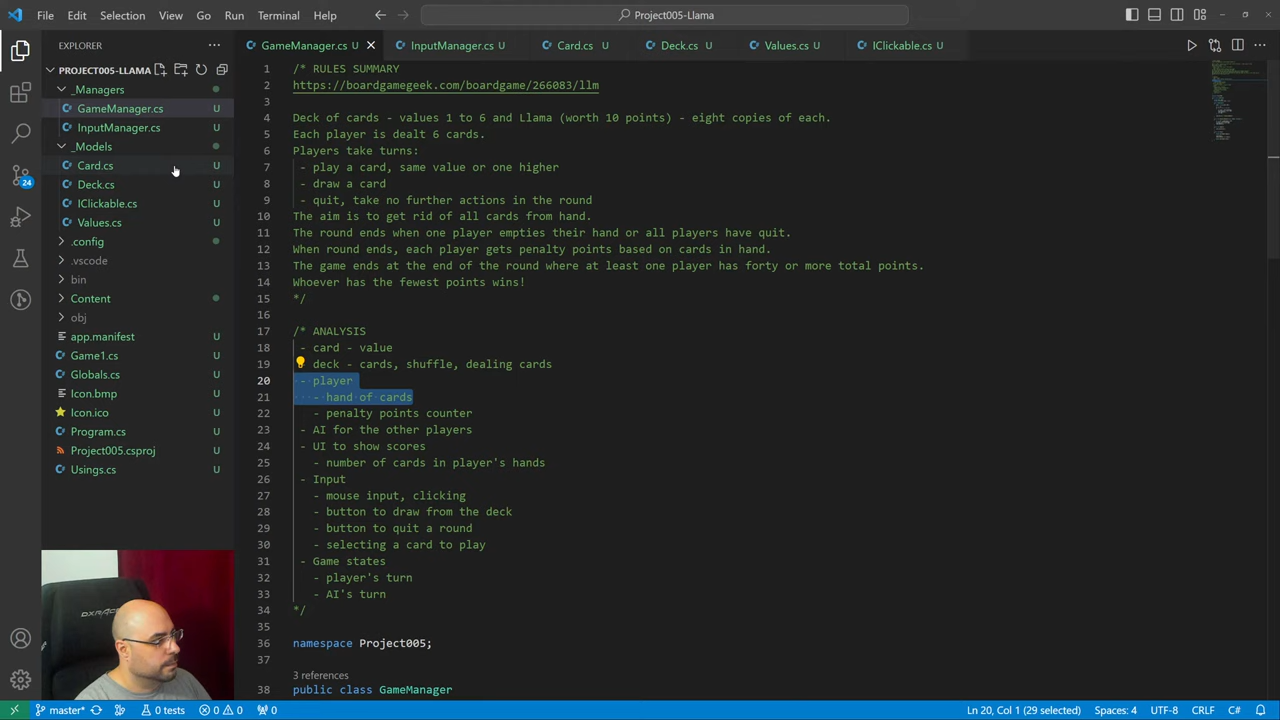 File Edit Selection View Go Run Terminal Help
Project005-Llama
EXPLORER
GameManager.cs U
InputManager.cs U
Card.cs U
Deck.cs U
Values.cs U
IClickable.cs U
PROJECT005-LLAMA
_Managers
GameManager.cs U
InputManager.cs U
_Models
Card.cs U
Deck.cs U
IClickable.cs U
Values.cs U
.config
.vscode
bin
Content
obj
app.manifest U
Game1.cs U
Globals.cs U
Icon.bmp U
Icon.ico U
Program.cs U
Project005.csproj U
Usings.cs U
24
1 /* RULES SUMMARY
2 https://boardgamegeek.com/boardgame/266083/llm
3
4 Deck of cards - values 1 to 6 and Llama (worth 10 points) - eight copies of each.
5 Each player is dealt 6 cards.
6 Players take turns:
7 - play a card, same value or one higher
8 - draw a card
9 - quit, take no further actions in the round
10 The aim is to get rid of all cards from hand.
11 The round ends when one player empties their hand or all players have quit.
12 When round ends, each player gets penalty points based on cards in hand.
13 The game ends at the end of the round where at least one player has forty or more total points.
14 Whoever has the fewest points wins!
15 */
16
17 /* ANALYSIS
18 - card - value
19 deck - cards, shuffle, dealing cards
20 - player
21 - hand of cards
22 - penalty points counter
23 - AI for the other players
24 - UI to show scores
25 - number of cards in player's hands
26 - Input
27 - mouse input, clicking
28 - button to draw from the deck
29 - button to quit a round
30 - selecting a card to play
31 - Game states
32 - player's turn
33 - AI's turn
34 */
35
36 namespace Project005;
37
3 references
38 public class GameManager
DXRACER
master* 0 tests 0 0 0 Ln 20, Col 1 (29 selected) Spaces: 4 UTF-8 CRLF C#